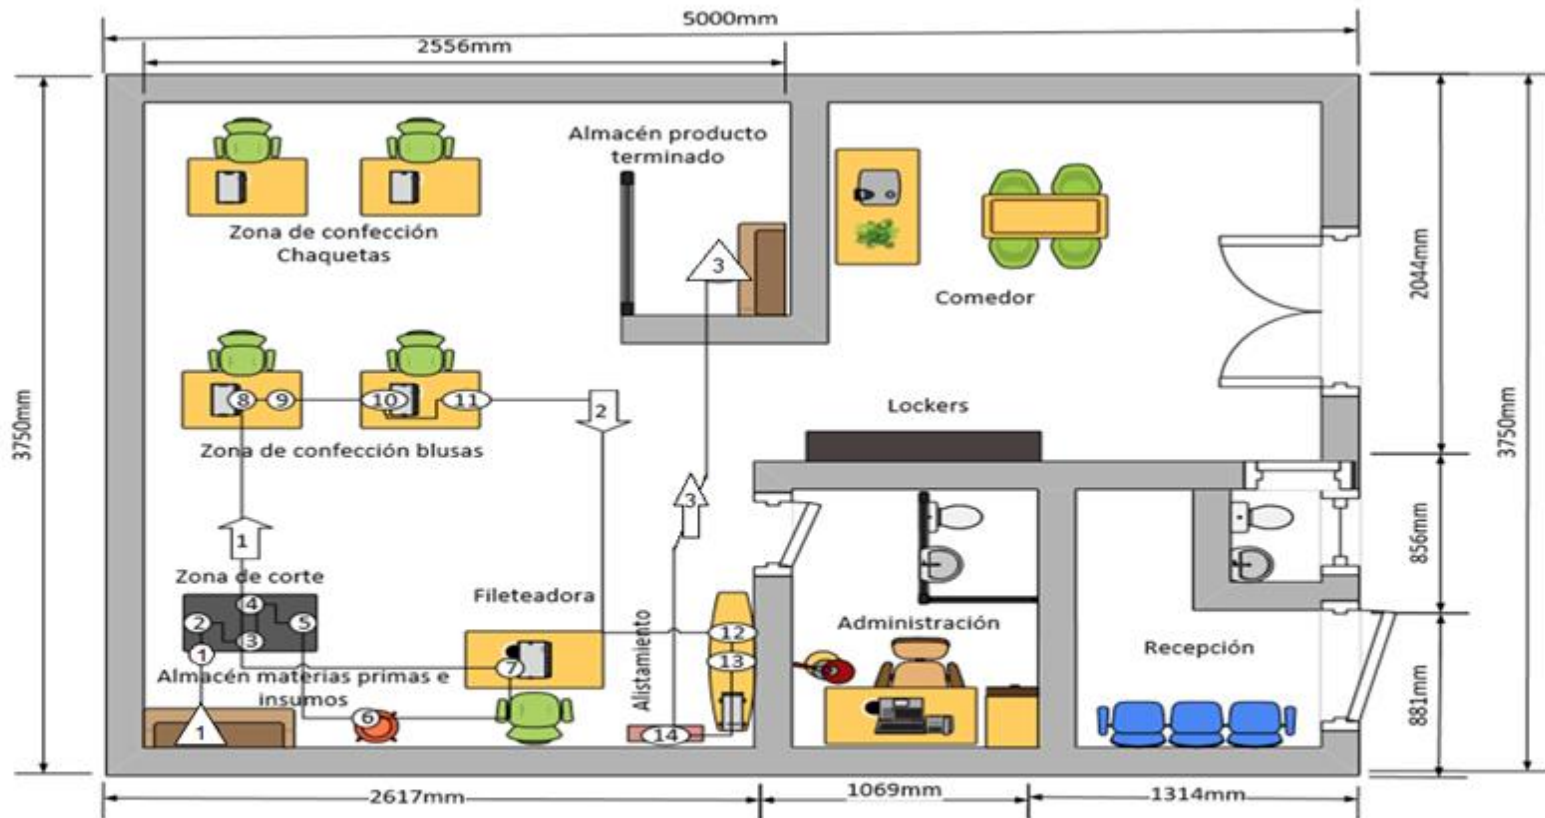 5000mm
2556mm
Almacén producto
terminado
Zona de confección
Chaquetas
3
Comedor
2044mm
3750mm
3750mm
Lockers
8
9
10
11
2
Zona de confección blusas
3
1
856mm
Zona de corte
Fileteadora
4
2
5
3
1
Alistamiento
12
13
Administración
Recepción
7
Almacén materias primas e
insumos
6
1
14
881mm
2617mm
1069mm
1314mm